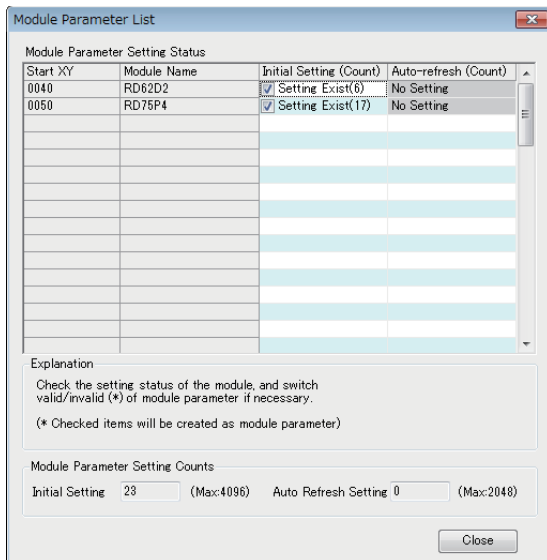 Module Parameter List
Module Parameter Setting Status
Start XY Module Name Initial Setting (Count) Auto-refresh (Count)
0040 RD62D2 Setting Exist(6) No Setting
0050 RD75P4 Setting Exist(17) No Setting
Explanation
Check the setting status of the module, and switch
valid/invalid (*) of module parameter if necessary.
(* Checked items will be created as module parameter)
Module Parameter Setting Counts
Initial Setting 23 (Max:4096) Auto Refresh Setting 0 (Max:2048)
Close